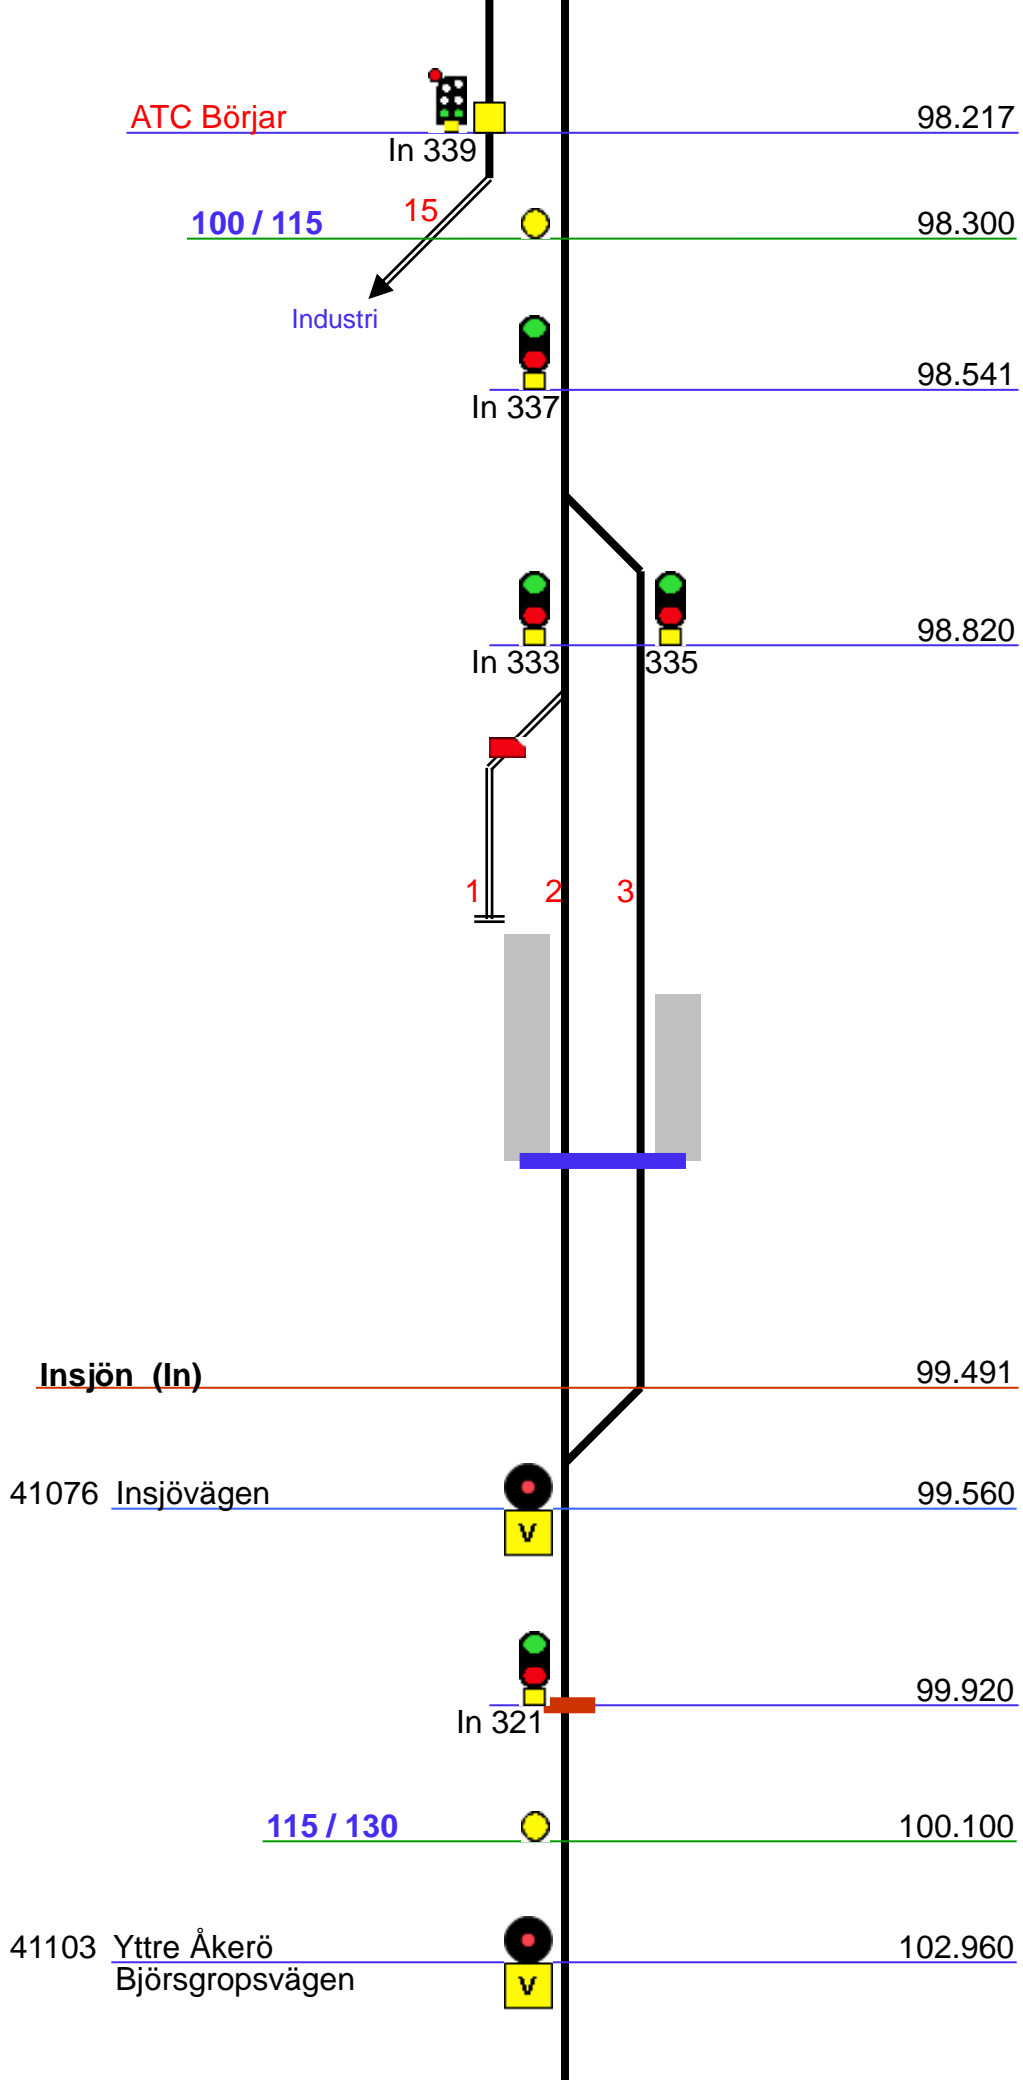 ATC Börjar 98.217
In 339
15
100 / 115 98.300
Industri
98.541
In 337
98.820
In 333 335
1 2 3
Insjön (In) 99.491
41076 Insjövägen 99.560
V
99.920
In 321
115 / 130 100.100
41103 Yttre Åkerö 102.960
Björsgropsvägen
V